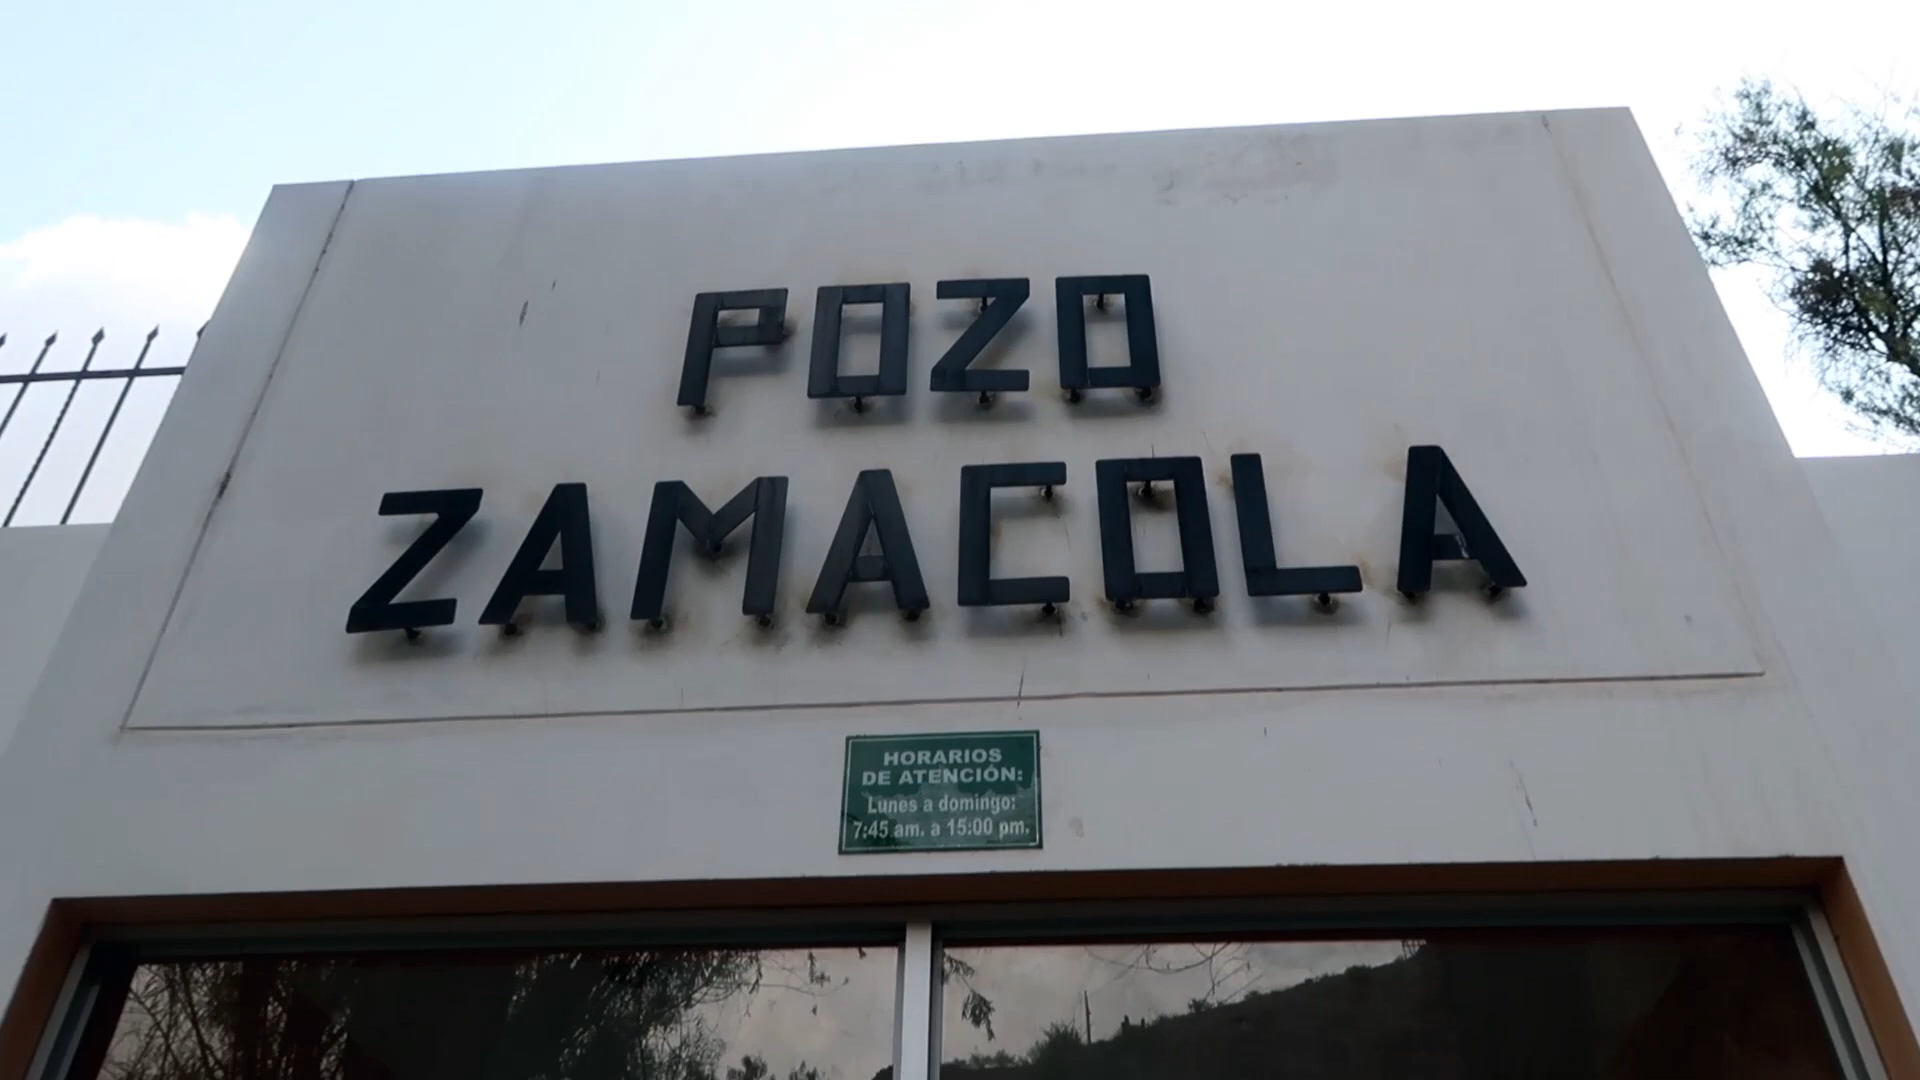 POZO
ZAMACOLA
HORARIOS
DE ATENCIÓN:
Lunes a domingo:
7:45 am. a 15:00 pm.